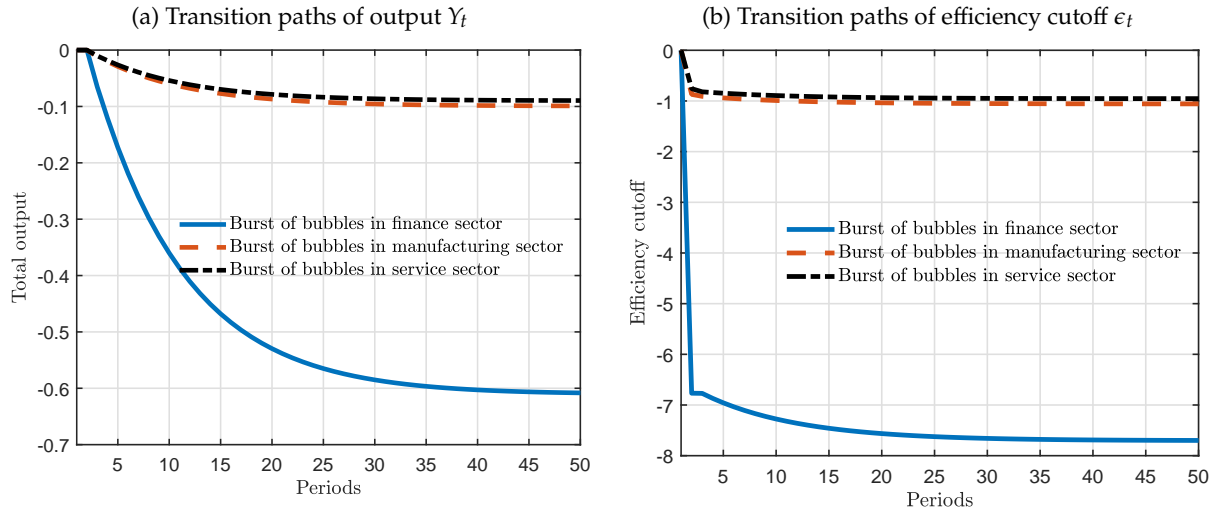 (a) Transition paths of output Yₜ
0
-0.1
-0.2
-0.3
-0.4
-0.5
-0.6
-0.7
Total output
Burst of bubbles in finance sector
Burst of bubbles in manufacturing sector
Burst of bubbles in service sector
5 10 15 20 25 30 35 40 45 50
Periods
(b) Transition paths of efficiency cutoff ϵₜ
0
-1
-2
-3
-4
-5
-6
-7
-8
Efficiency cutoff
Burst of bubbles in finance sector
Burst of bubbles in manufacturing sector
Burst of bubbles in service sector
5 10 15 20 25 30 35 40 45 50
Periods